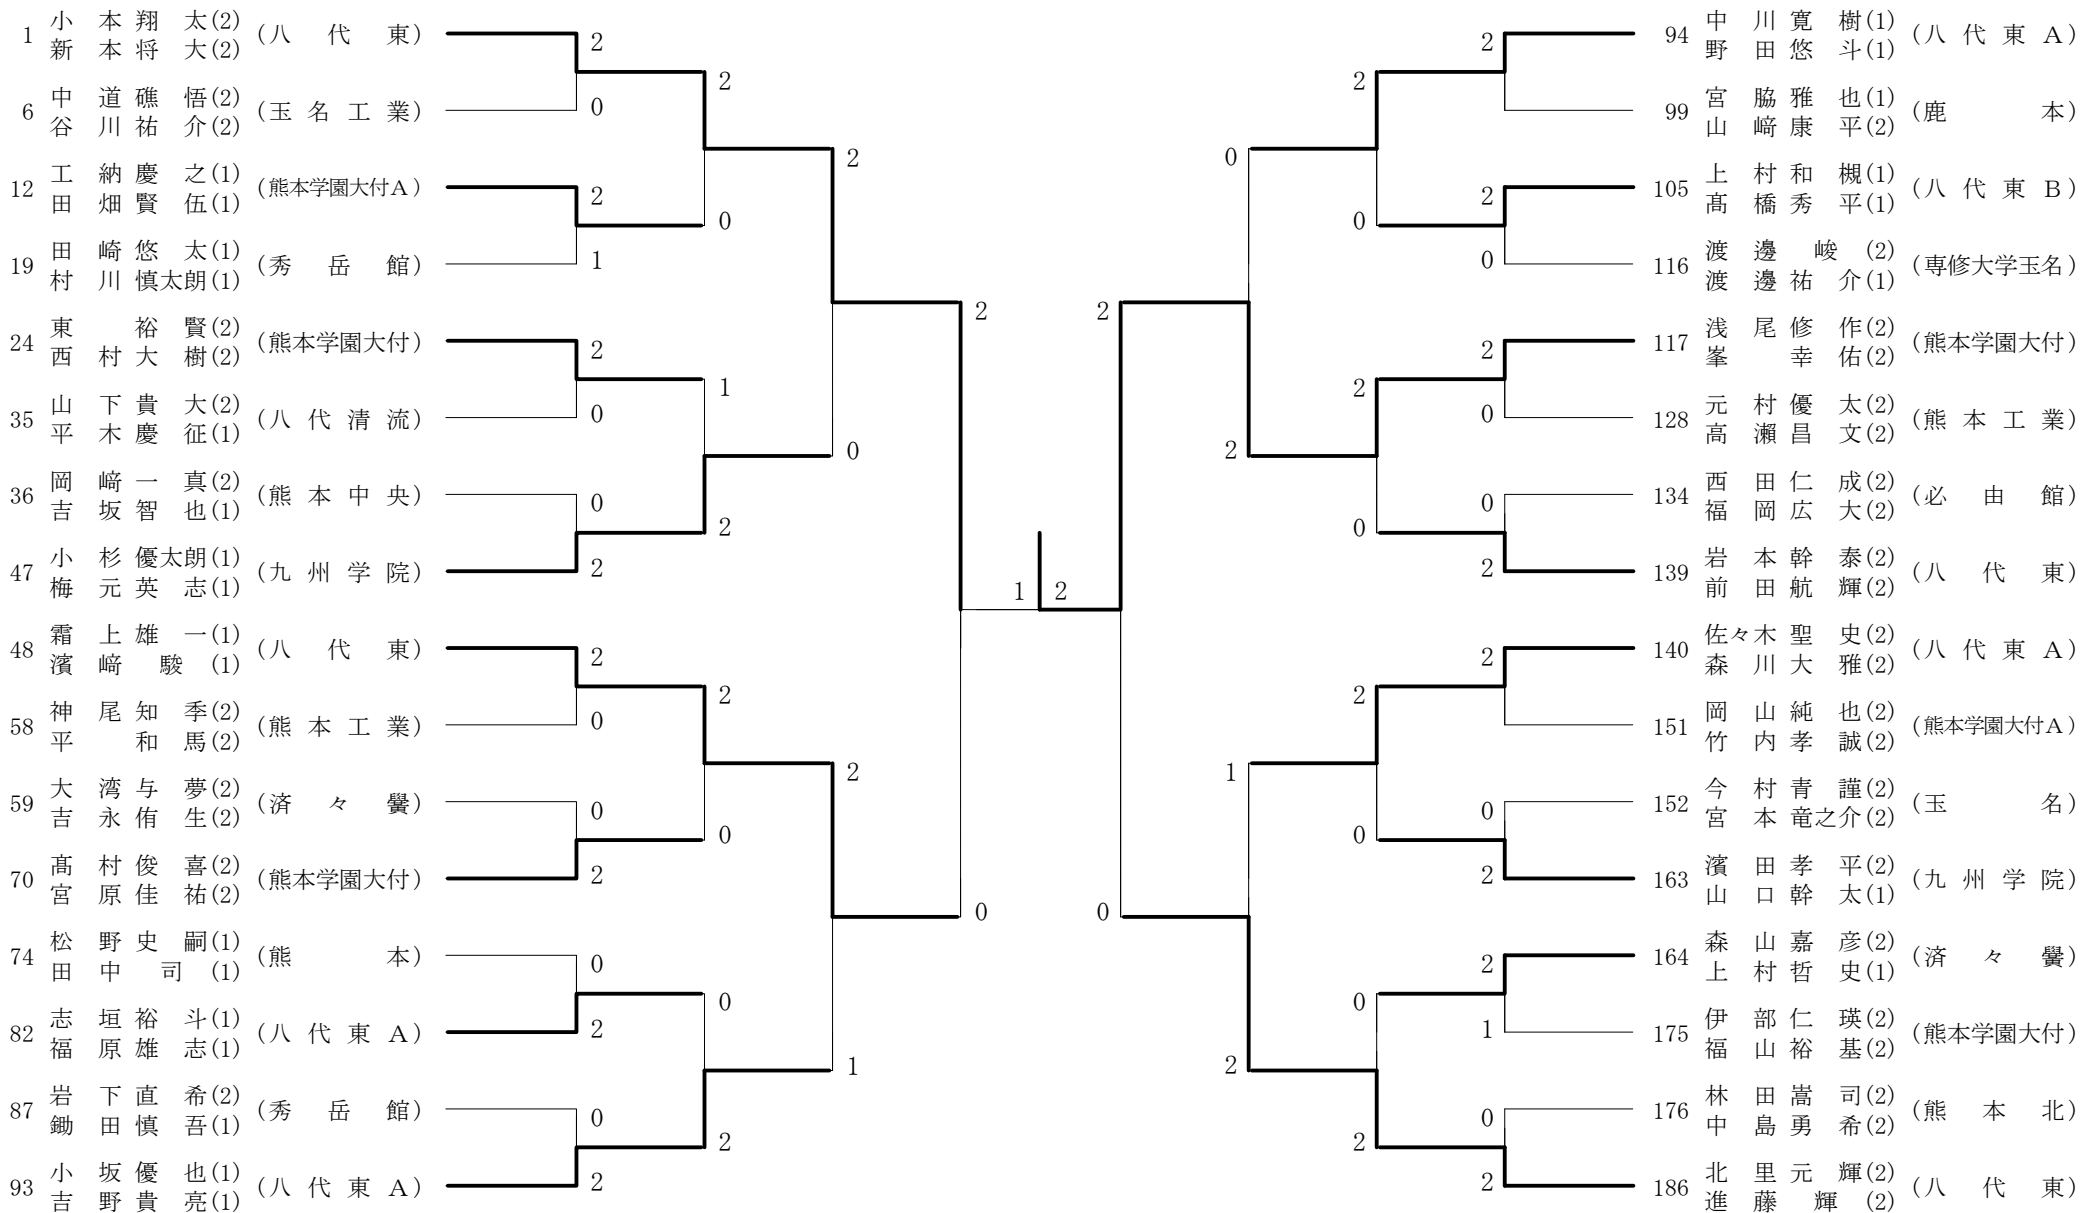 1 小本翔太(2) (八代東)
新本将大(2)
2
6 中道礁悟(2) (玉名工業)
谷川祐介(2)
0
2
12 工納慶之(1) (熊本学園大付A)
田畑賢伍(1)
2
19 田崎悠太(1) (秀岳館)
村川慎太朗(1)
1
0
2
24 東裕賢(2) (熊本学園大付)
西村大樹(2)
2
35 山下貴大(2) (八代清流)
平木慶征(1)
0
1
36 岡﨑一真(2) (熊本中央)
吉坂智也(1)
0
47 小杉優太朗(1) (九州学院)
梅元英志(1)
2
2
0
2
48 霜上雄一(1) (八代東)
濱﨑駿(1)
2
58 神尾知季(2) (熊本工業)
平和馬(2)
0
2
59 大湾与夢(2) (済々黌)
吉永侑生(2)
0
70 髙村俊喜(2) (熊本学園大付)
宮原佳祐(2)
2
0
2
74 松野史嗣(1) (熊本)
田中司(1)
0
82 志垣裕斗(1) (八代東A)
福原雄志(1)
2
0
87 岩下直希(2) (秀岳館)
鋤田慎吾(1)
0
93 小坂優也(1) (八代東A)
吉野貴亮(1)
2
2
1
0
1 2
94 中川寛樹(1) (八代東A)
野田悠斗(1)
2
99 宮脇雅也(1) (鹿本)
山﨑康平(2)
2
105 上村和槻(1) (八代東B)
髙橋秀平(1)
2
116 渡邊峻(2) (専修大学玉名)
渡邊祐介(1)
0
0
0
117 浅尾修作(2) (熊本学園大付)
峯幸佑(2)
2
128 元村優太(2) (熊本工業)
高瀬昌文(2)
0
2
134 西田仁成(2) (必由館)
福岡広大(2)
0
139 岩本幹泰(2) (八代東)
前田航輝(2)
2
0
2
2
140 佐々木聖史(2) (八代東A)
森川大雅(2)
2
151 岡山純也(2) (熊本学園大付A)
竹内孝誠(2)
2
152 今村青謹(2) (玉名)
宮本竜之介(2)
0
163 濱田孝平(2) (九州学院)
山口幹太(1)
2
0
1
164 森山嘉彦(2) (済々黌)
上村哲史(1)
2
175 伊部仁瑛(2) (熊本学園大付)
福山裕基(2)
1
0
176 林田嵩司(2) (熊本北)
中島勇希(2)
0
186 北里元輝(2) (八代東)
進藤輝(2)
2
2
2
0